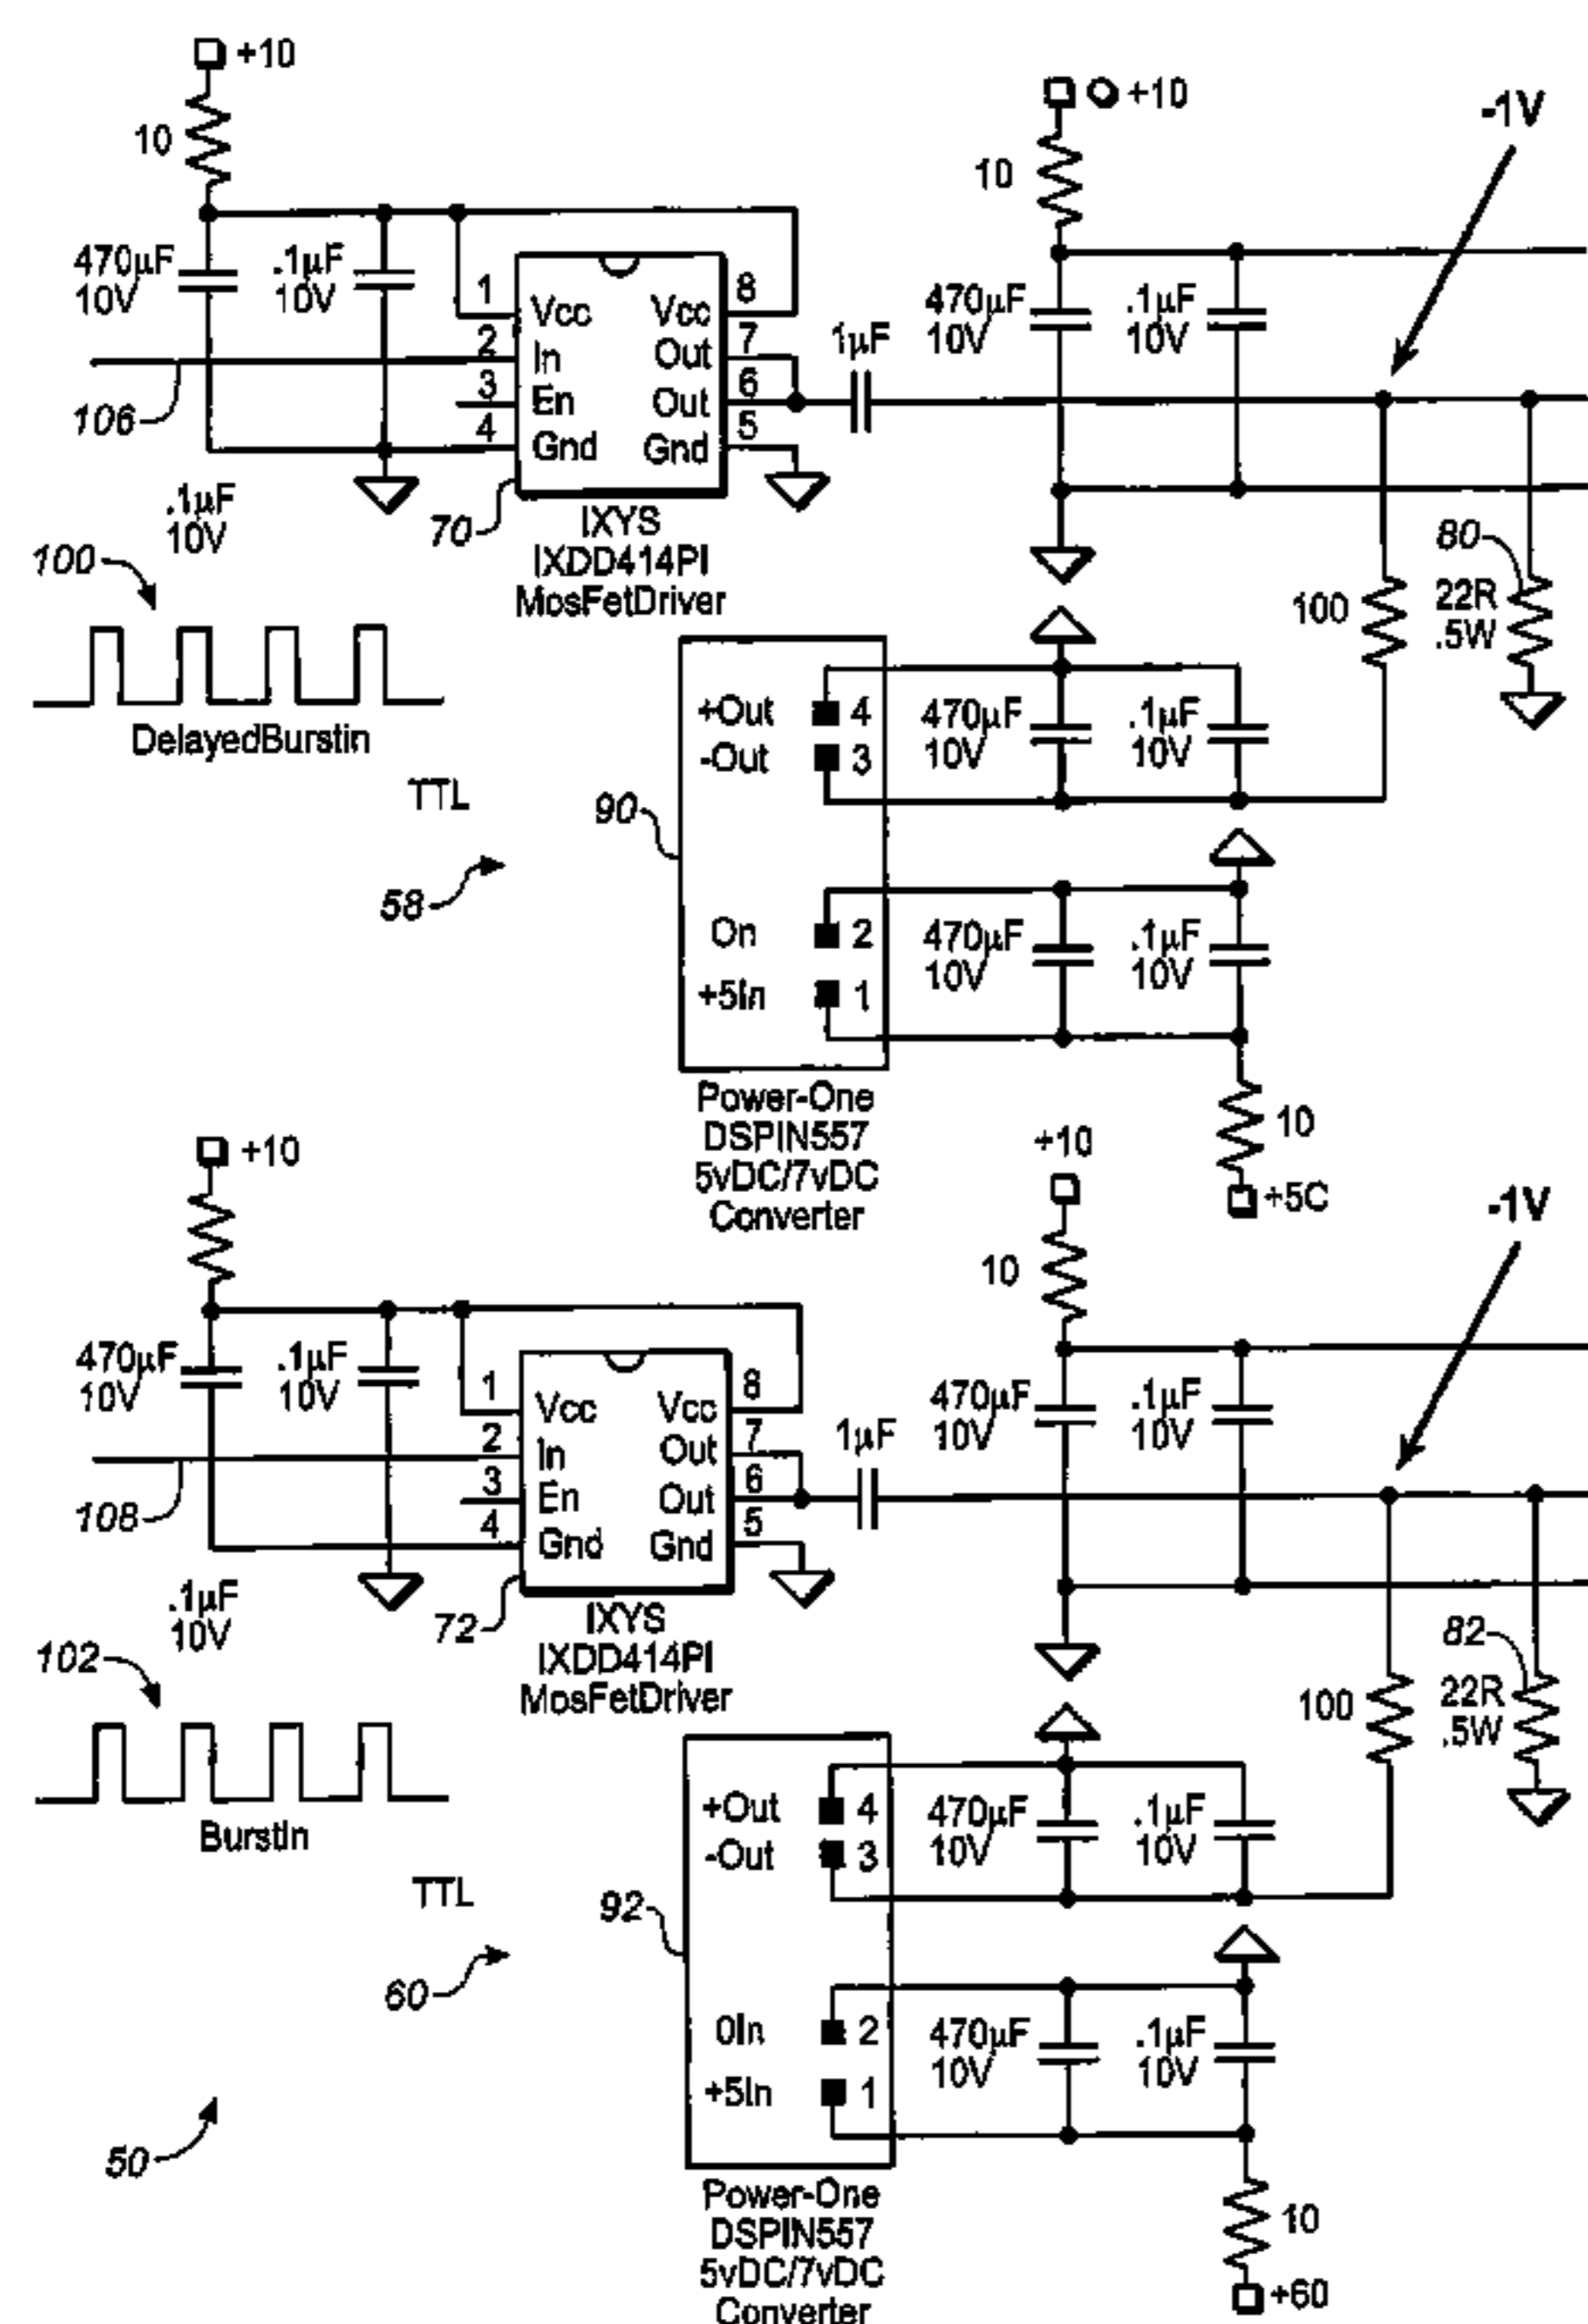 +10
10
470µF
10V
.1µF
10V
1
2
3
4
Vcc
In
En
Gnd
Vcc
Out
Out
Gnd
8
7
6
5
1µF
106
.1µF
10V
70
IXYS
IXDD414PI
MosFetDriver
+10
10
470µF
10V
.1µF
10V
-1V
100
80
22R
.5W
100
DelayedBurstin
TTL
58
90
+Out
4
-Out
3
On
2
+5In
1
470µF
10V
.1µF
10V
470µF
10V
.1µF
10V
10
+5C
Power-One
DSPIN557
5vDC/7vDC
Converter
+10
470µF
10V
.1µF
10V
1
2
3
4
Vcc
In
En
Gnd
Vcc
Out
Out
Gnd
8
7
6
5
1µF
108
.1µF
10V
72
IXYS
IXDD414PI
MosFetDriver
+10
10
470µF
10V
.1µF
10V
-1V
100
82
22R
.5W
102
BurstIn
TTL
60
92
+Out
4
-Out
3
0In
2
+5In
1
470µF
10V
.1µF
10V
470µF
10V
.1µF
10V
10
+60
50
Power-One
DSPIN557
5vDC/7vDC
Converter